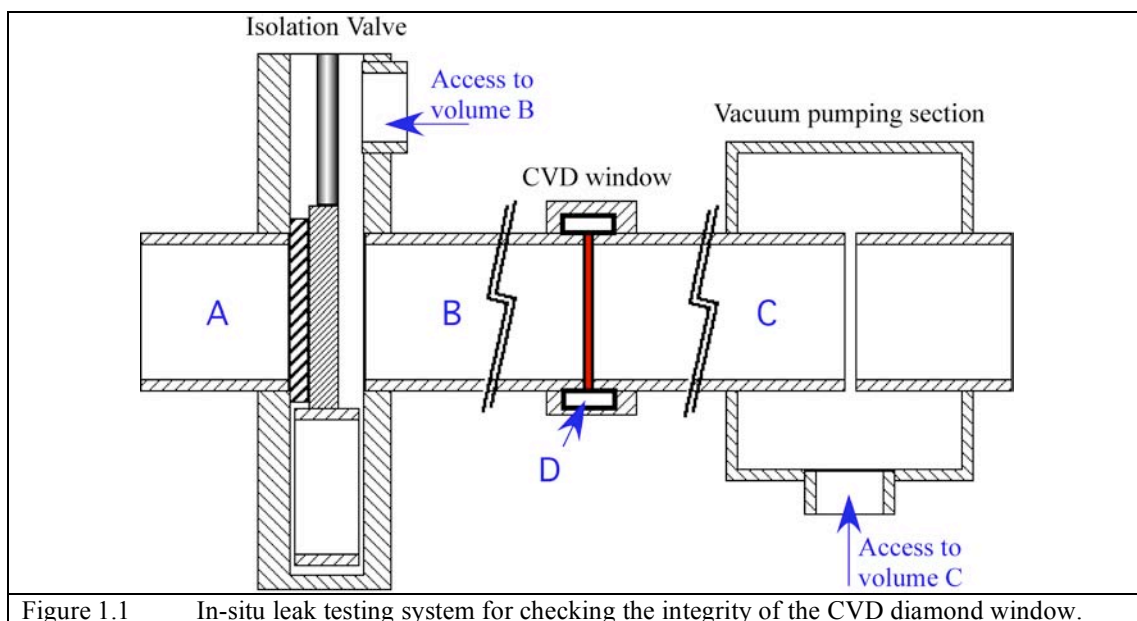 Isolation Valve
Access to
volume B
Vacuum pumping section
CVD window
A
B
C
D
Access to
volume C
Figure 1.1 In-situ leak testing system for checking the integrity of the CVD diamond window.